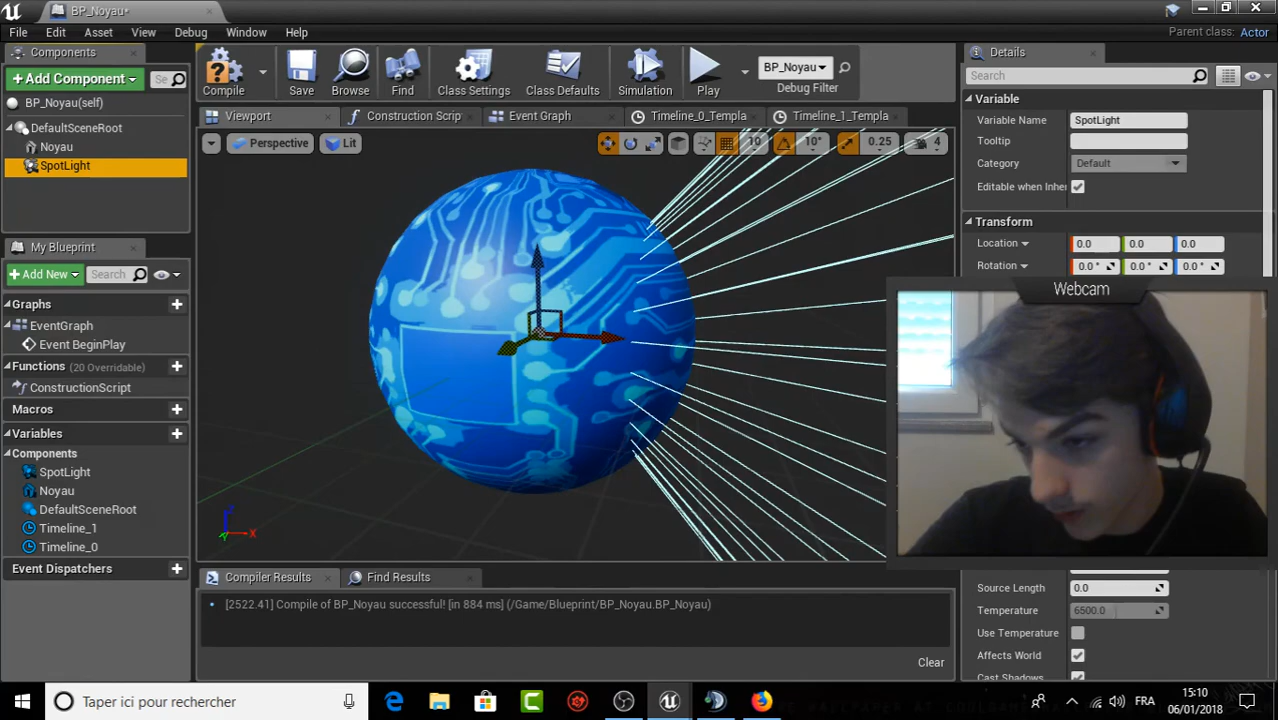 BP_Noyau*
File Edit Asset View Debug Window Help
Parent class: Actor
Components
+Add Component
Se
BP_Noyau(self)
DefaultSceneRoot
Noyau
SpotLight
My Blueprint
+Add New
Search
Graphs
EventGraph
Event BeginPlay
Functions (20 Overridable)
ConstructionScript
Macros
Variables
Components
SpotLight
Noyau
DefaultSceneRoot
Timeline_1
Timeline_0
Event Dispatchers
Compile Save Browse Find Class Settings Class Defaults Simulation Play
BP_Noyau
Debug Filter
Viewport Construction Scrip Event Graph Timeline_0_Templa Timeline_1_Templa
Perspective Lit 10 10° 0.25 4
Z X Y
Compiler Results Find Results
[2522.41] Compile of BP_Noyau successful! [in 884 ms] (/Game/Blueprint/BP_Noyau.BP_Noyau)
Clear
Details
Search
Variable
Variable Name SpotLight
Tooltip
Category Default
Editable when Inher
Transform
Location 0.0 0.0 0.0
Rotation 0.0 ° 0.0 ° 0.0 °
Webcam
Source Length 0.0
Temperature 6500.0
Use Temperature
Affects World
Cast Shadows
Taper ici pour rechercher
FRA
15:10
06/01/2018